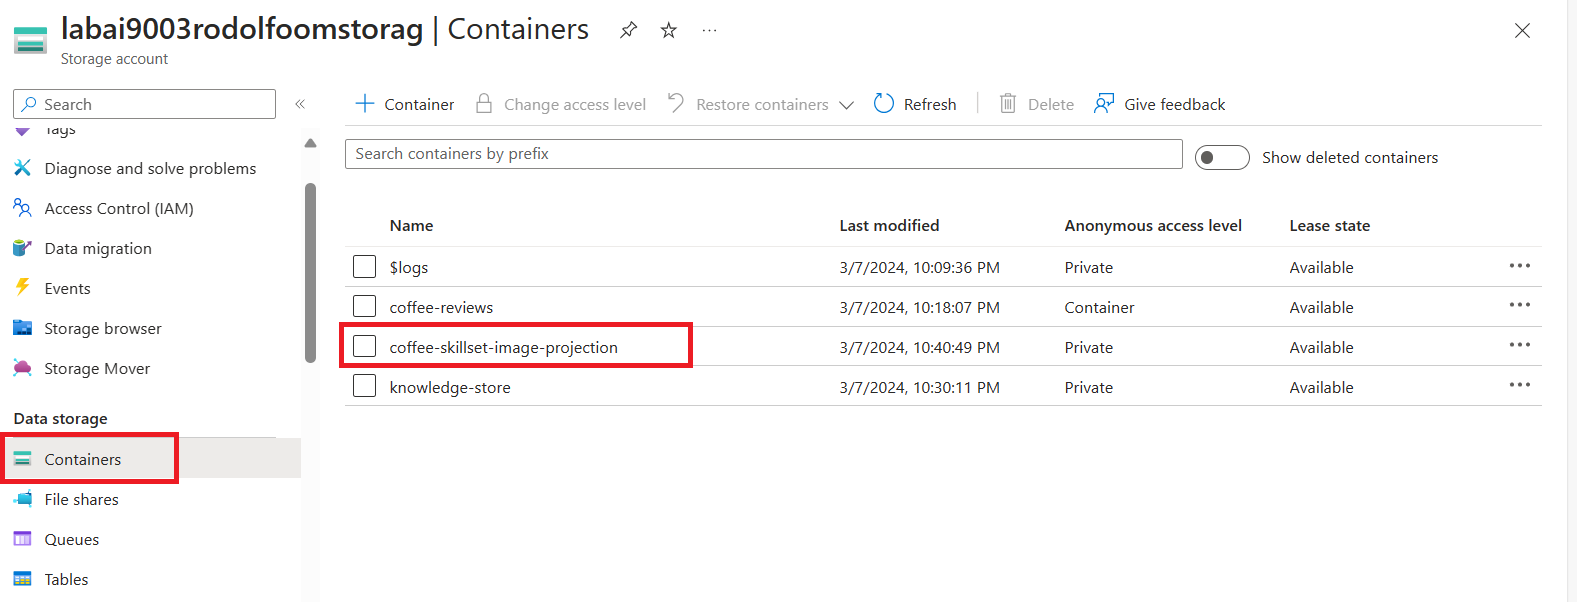 labai9003rodolfoomstorag | Containers
Storage account
Search
Tags
Diagnose and solve problems
Access Control (IAM)
Data migration
Events
Storage browser
Storage Mover
Data storage
Containers
File shares
Queues
Tables
Container Change access level Restore containers Refresh Delete Give feedback
Search containers by prefix
Show deleted containers
Name Last modified Anonymous access level Lease state
$logs 3/7/2024, 10:09:36 PM Private Available
coffee-reviews 3/7/2024, 10:18:07 PM Container Available
coffee-skillset-image-projection 3/7/2024, 10:40:49 PM Private Available
knowledge-store 3/7/2024, 10:30:11 PM Private Available